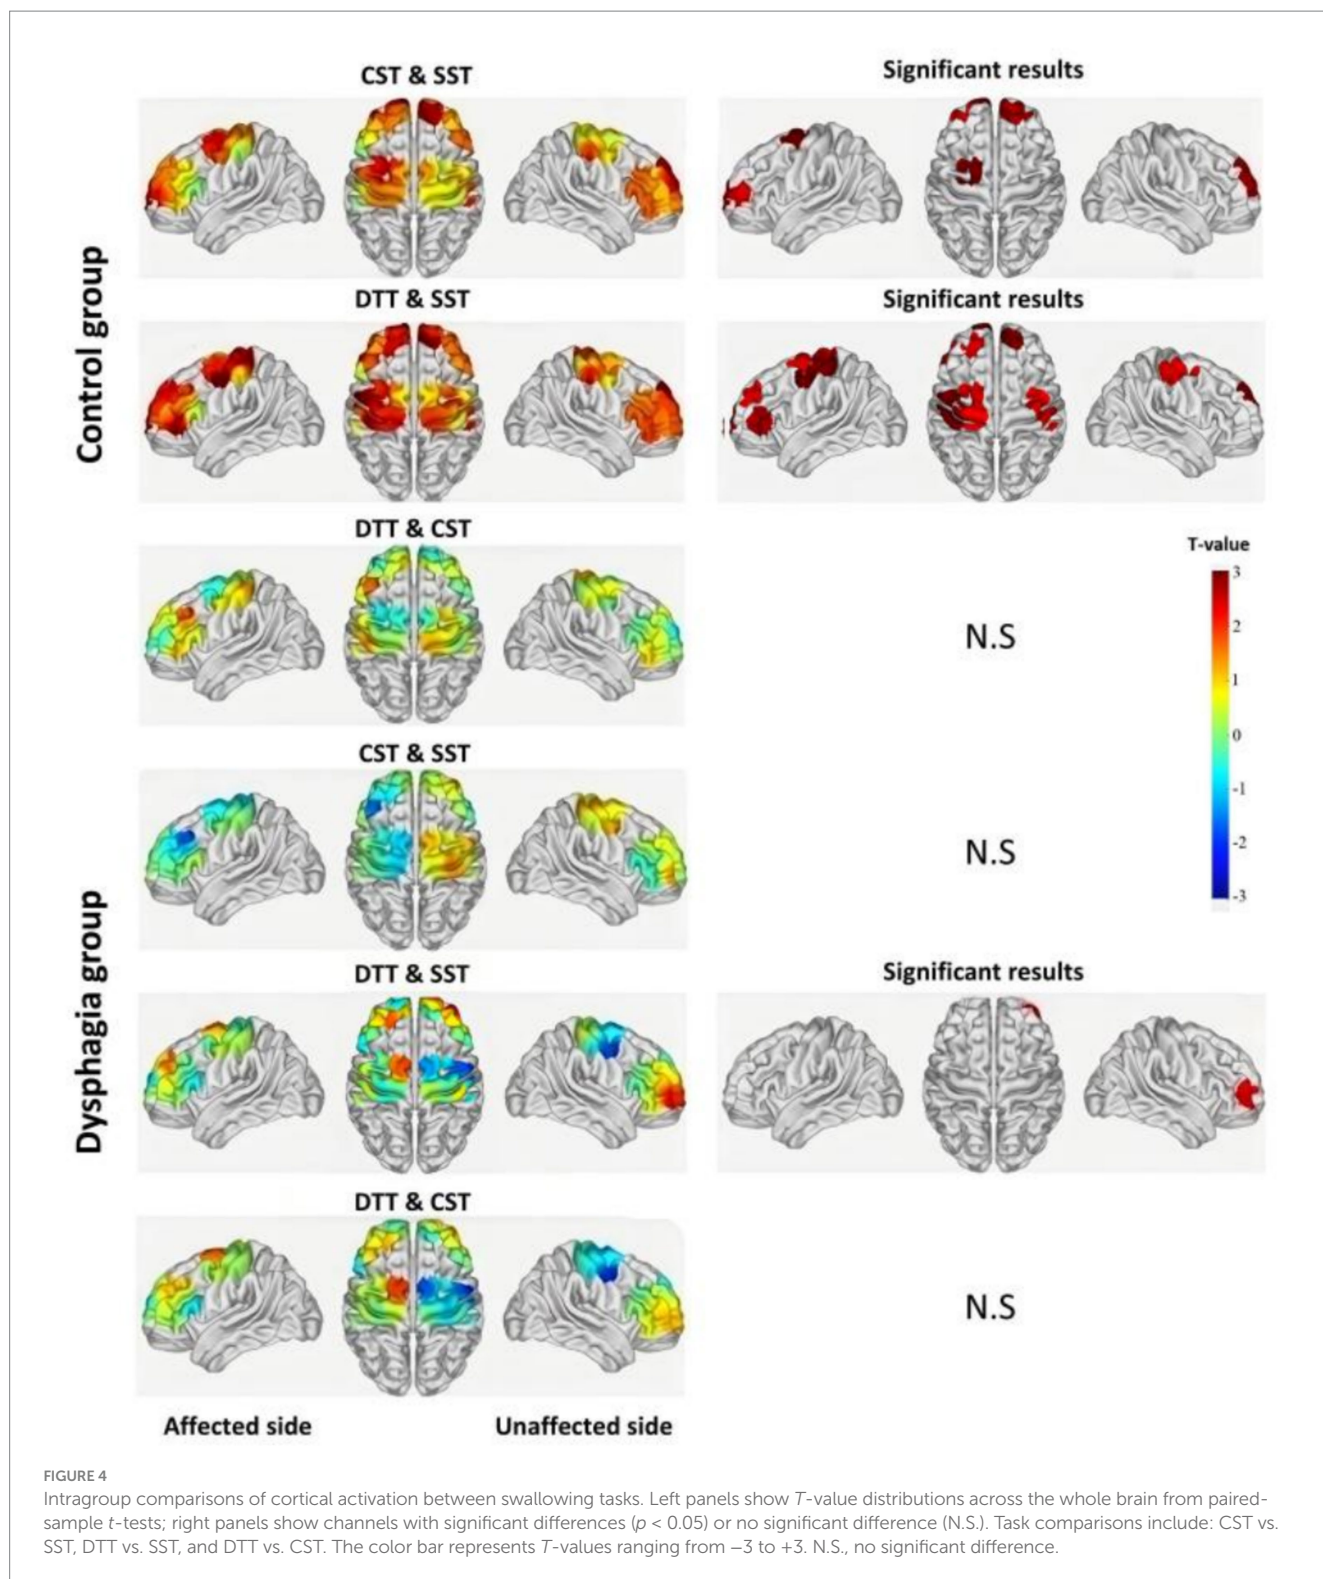 CST & SST
Significant results
Control group
DTT & SST
Significant results
DTT & CST
N.S
T-value
3
2
1
0
-1
-2
-3
CST & SST
N.S
Dysphagia group
DTT & SST
Significant results
DTT & CST
N.S
Affected side
Unaffected side
FIGURE 4
Intragroup comparisons of cortical activation between swallowing tasks. Left panels show T-value distributions across the whole brain from paired-
sample t-tests; right panels show channels with significant differences (p < 0.05) or no significant difference (N.S.). Task comparisons include: CST vs.
SST, DTT vs. SST, and DTT vs. CST. The color bar represents T-values ranging from −3 to +3. N.S., no significant difference.